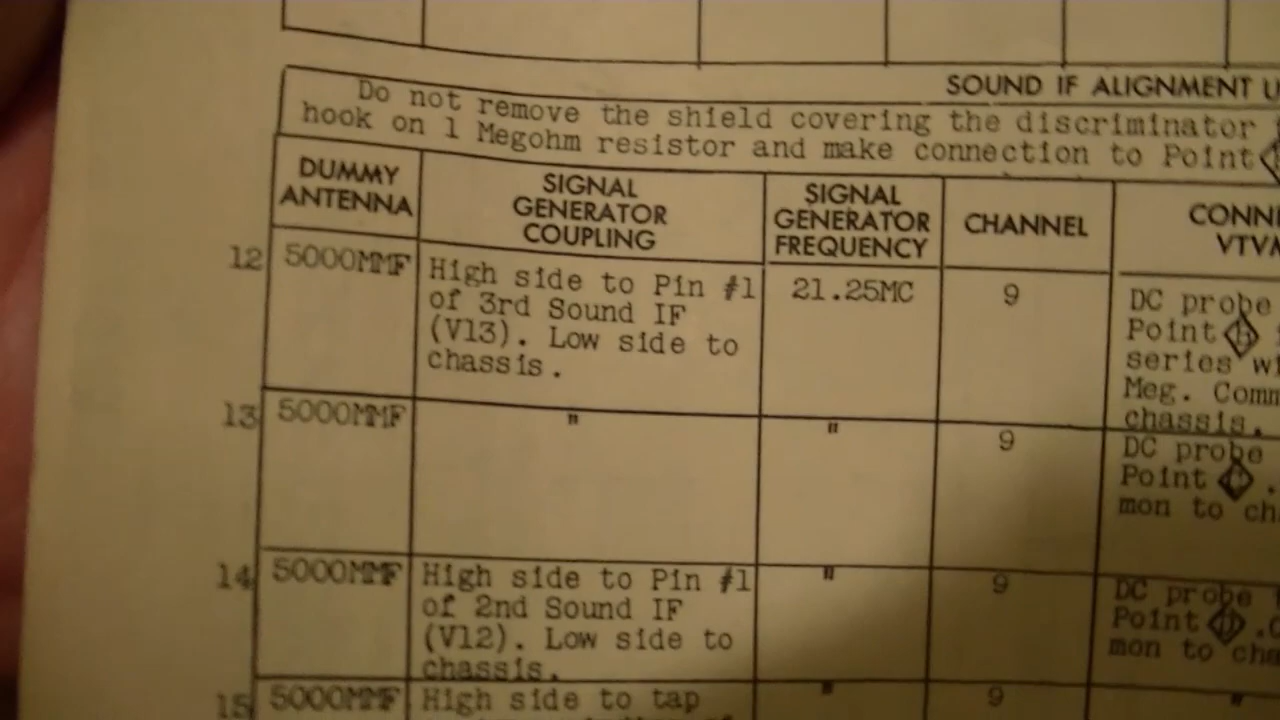 SOUND IF ALIGNMENT U
Do not remove the shield covering the discriminator
hook on 1 Megohm resistor and make connection to Point
DUMMY
ANTENNA
SIGNAL
GENERATOR
COUPLING
SIGNAL
GENERATOR
FREQUENCY
CHANNEL
CONNE
VTVM
12
5000MMF
High side to Pin #1
of 3rd Sound IF
(V13). Low side to
chassis.
21.25MC
9
DC probe
Point
series wi
Meg. Comm
chassis.
13
5000MMF
"
"
9
DC probe
Point .
mon to ch
14
5000MMF
High side to Pin #1
of 2nd Sound IF
(V12). Low side to
chassis.
"
9
DC probe
Point .C
mon to cha
15
5000MMF
High side to tap
"
9
"